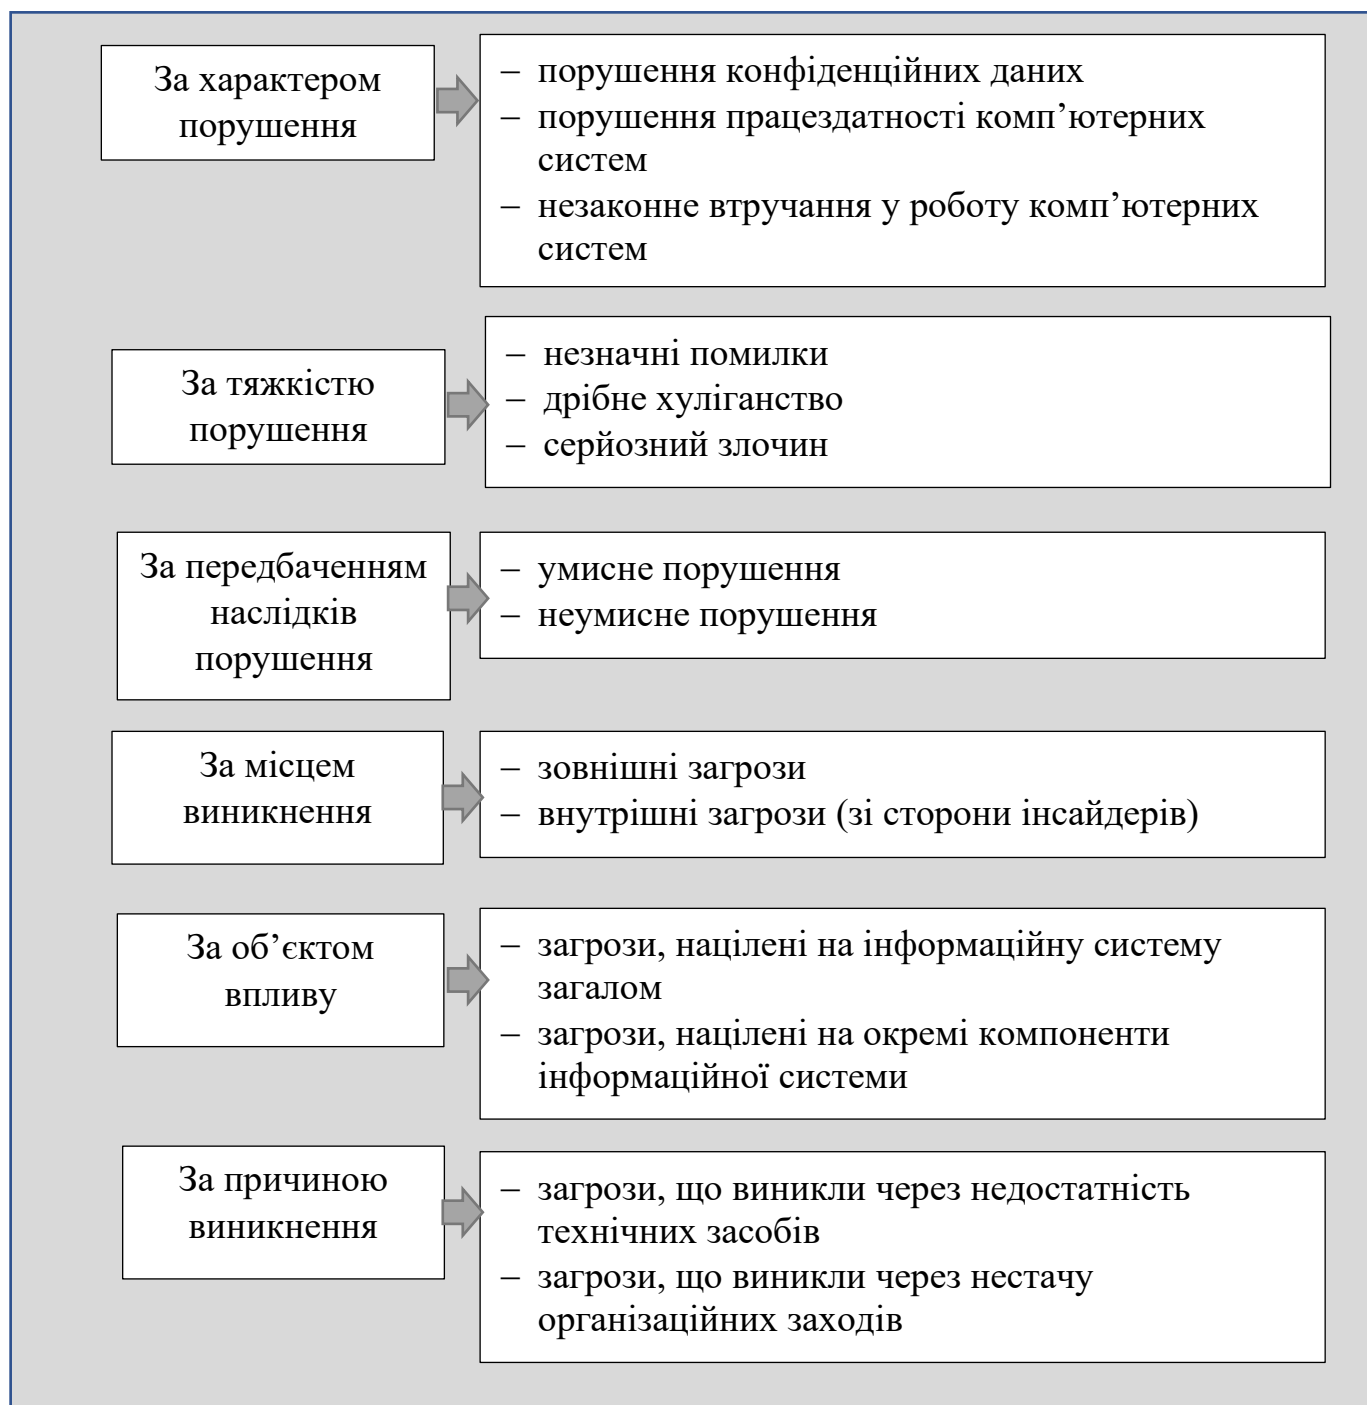 За характером
порушення
– порушення конфіденційних даних
– порушення працездатності комп’ютерних
систем
– незаконне втручання у роботу комп’ютерних
систем
За тяжкістю
порушення
– незначні помилки
– дрібне хуліганство
– серйозний злочин
За передбаченням
наслідків
порушення
– умисне порушення
– неумисне порушення
За місцем
виникнення
– зовнішні загрози
– внутрішні загрози (зі сторони інсайдерів)
За об’єктом
впливу
– загрози, націлені на інформаційну систему
загалом
– загрози, націлені на окремі компоненти
інформаційної системи
За причиною
виникнення
– загрози, що виникли через недостатність
технічних засобів
– загрози, що виникли через нестачу
організаційних заходів